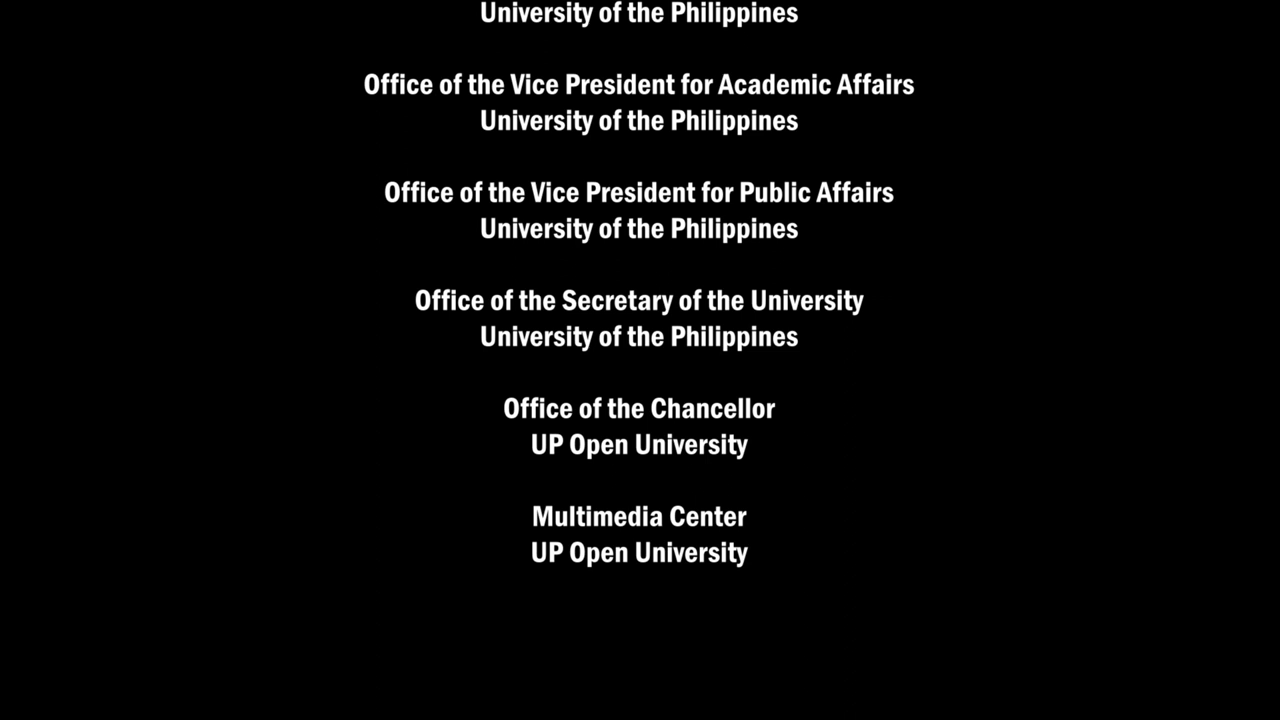 University of the Philippines
Office of the Vice President for Academic Affairs
University of the Philippines
Office of the Vice President for Public Affairs
University of the Philippines
Office of the Secretary of the University
University of the Philippines
Office of the Chancellor
UP Open University
Multimedia Center
UP Open University